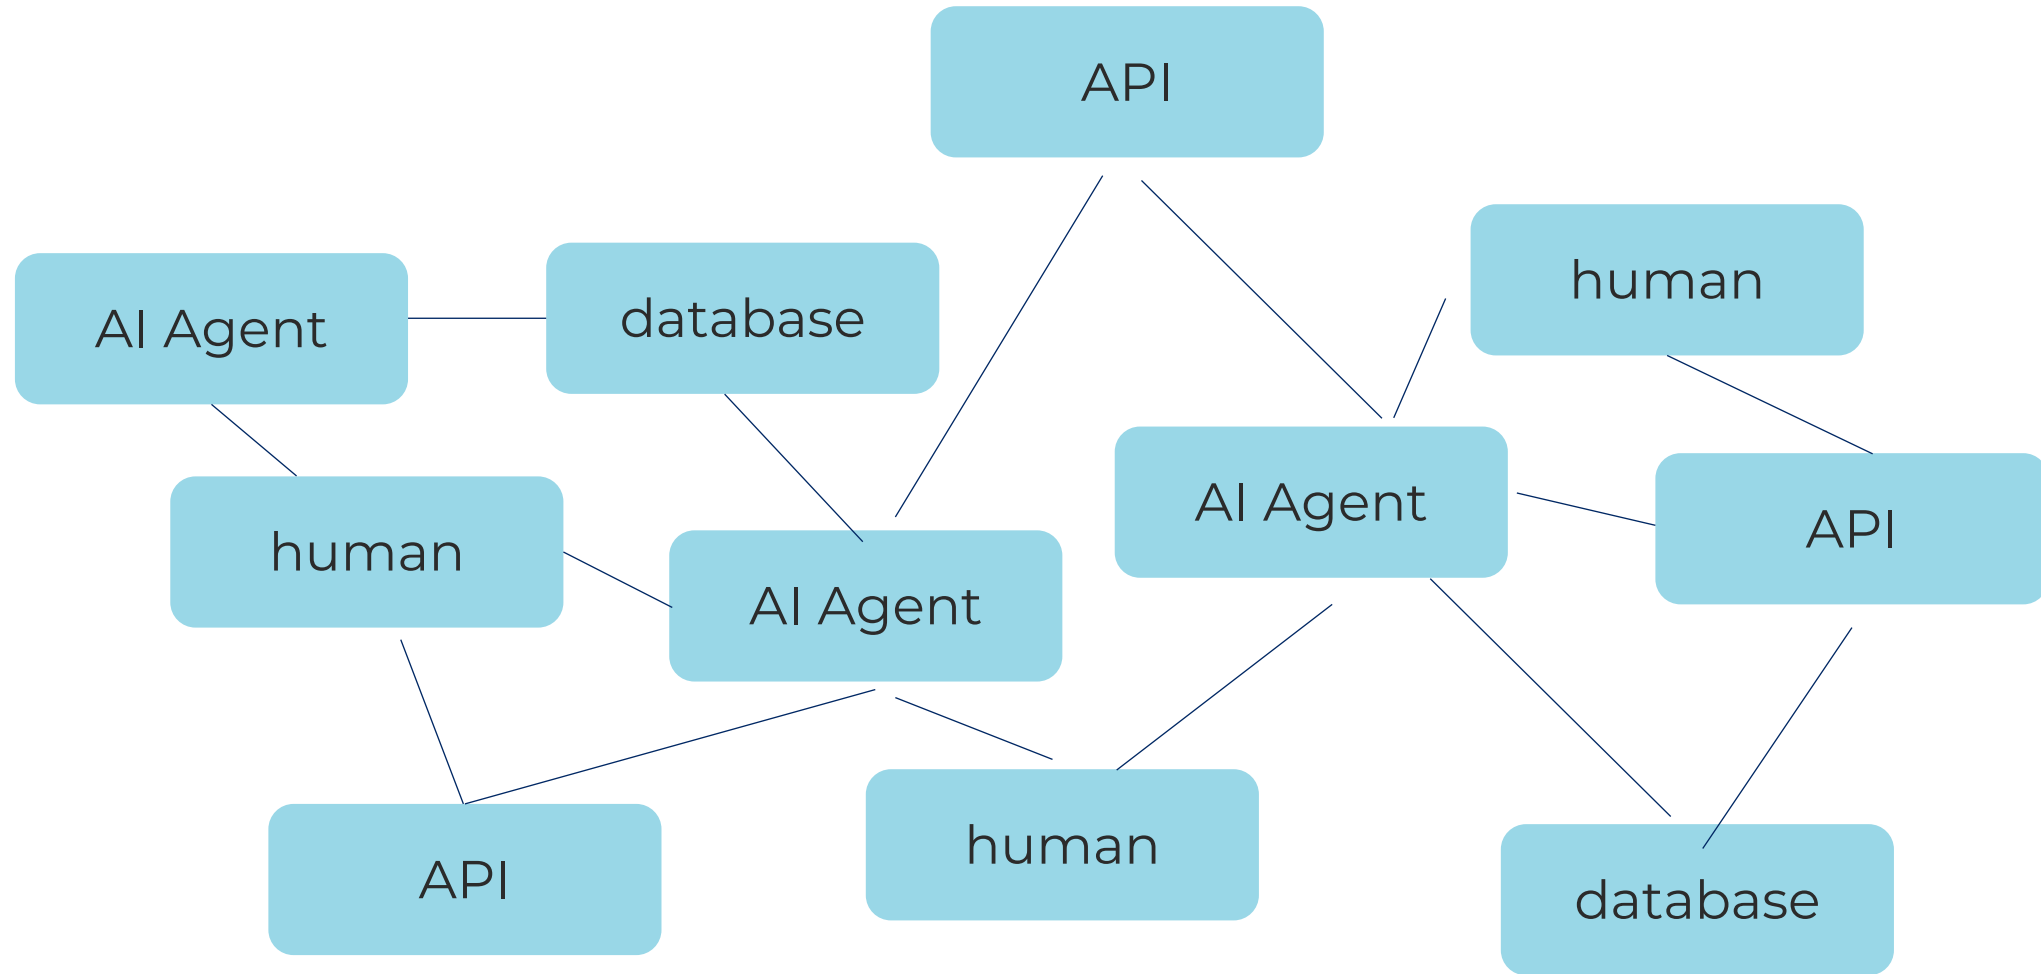 API
human
AI Agent
database
AI Agent
human
API
AI Agent
human
API
database